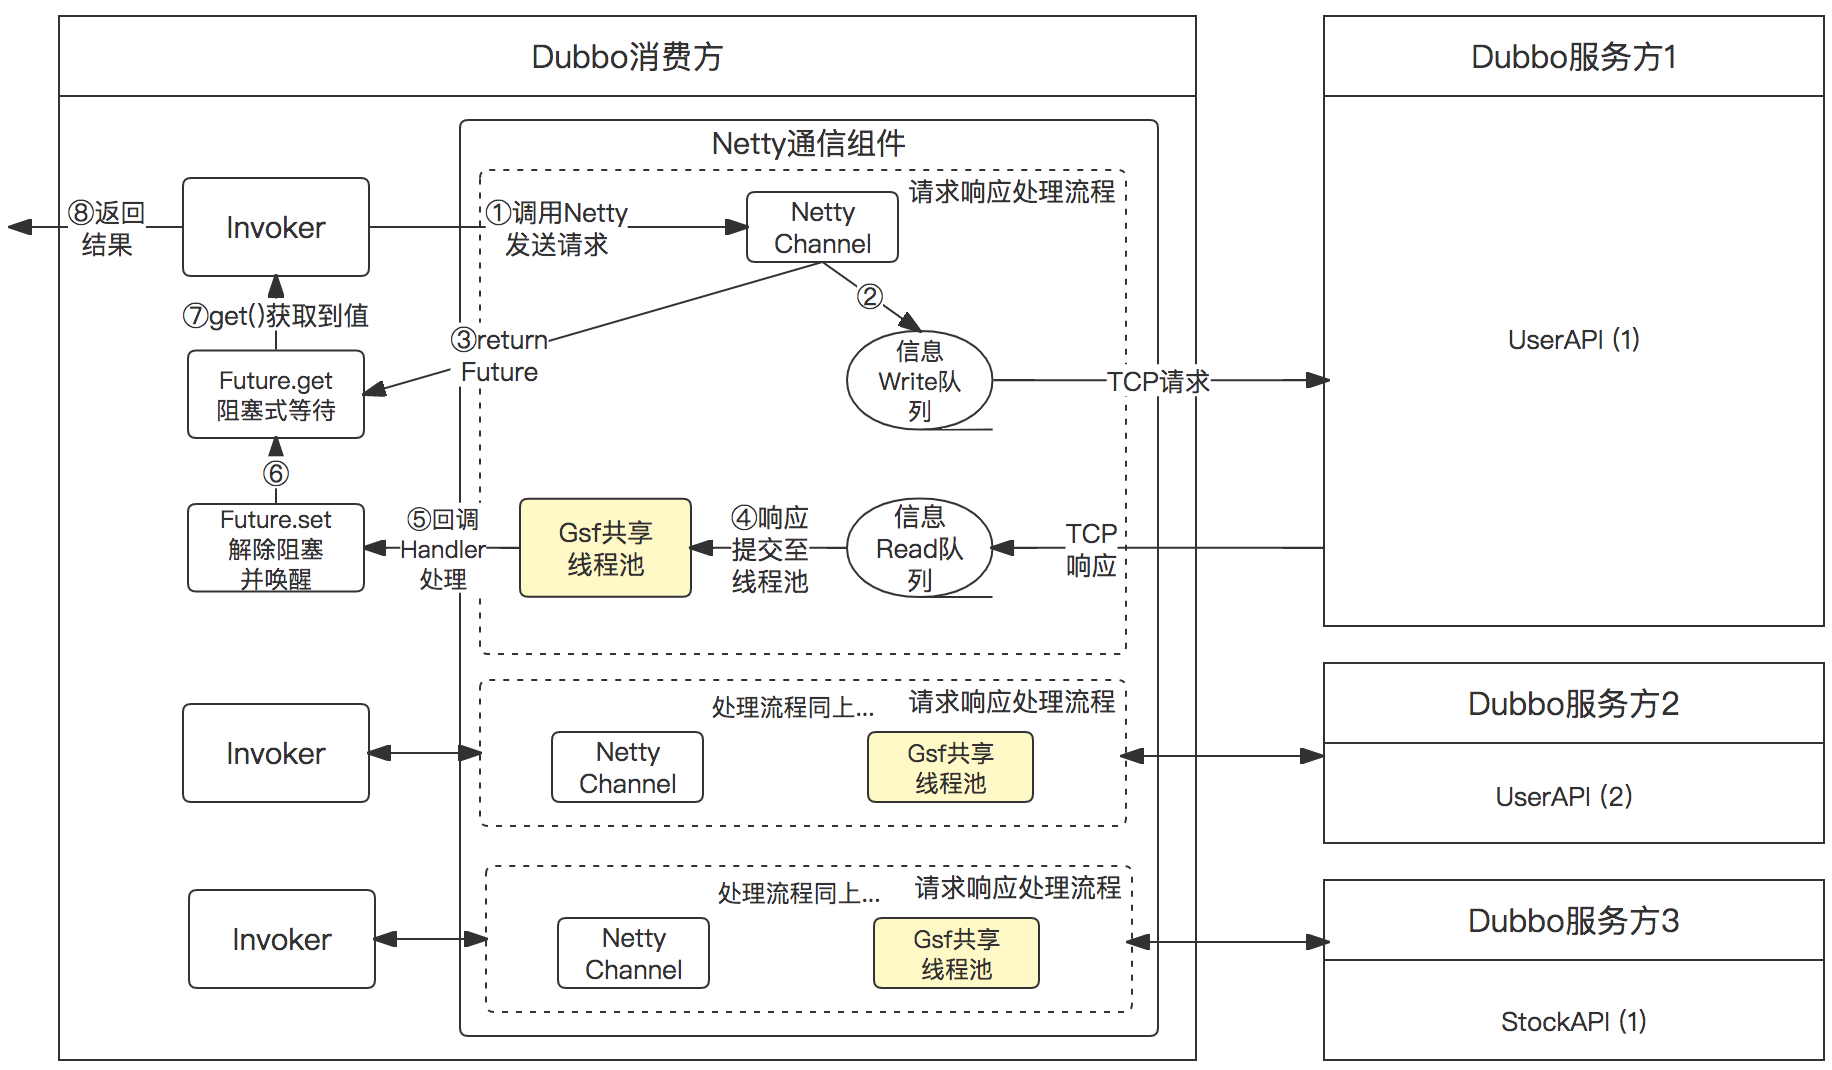 Dubbo消费方
Dubbo服务方1
Netty通信组件
请求响应处理流程
⑧返回
结果
Invoker
①调用Netty
发送请求
Netty
Channel
②
⑦get()获取到值
③return
Future
信息
Write队
列
TCP请求
UserAPI (1)
Future.get
阻塞式等待
⑥
Future.set
解除阻塞
并唤醒
⑤回调
Handler
处理
Gsf共享
线程池
④响应
提交至
线程池
信息
Read队
列
TCP
响应
处理流程同上...
请求响应处理流程
Invoker
Netty
Channel
Gsf共享
线程池
Dubbo服务方2
UserAPI (2)
处理流程同上...
请求响应处理流程
Invoker
Netty
Channel
Gsf共享
线程池
Dubbo服务方3
StockAPI (1)